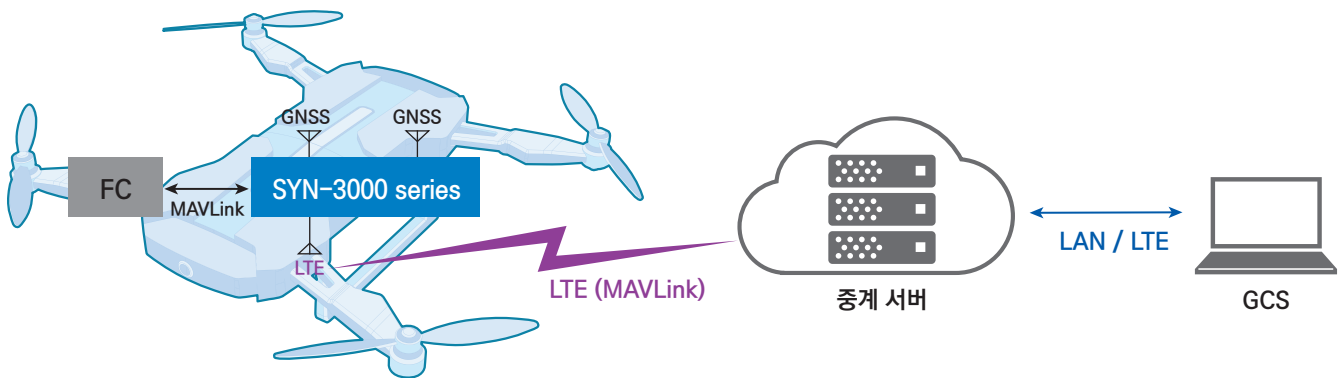 GNSS
GNSS
FC
MAVLink
SYN-3000 series
LTE
LTE (MAVLink)
중계 서버
LAN / LTE
GCS